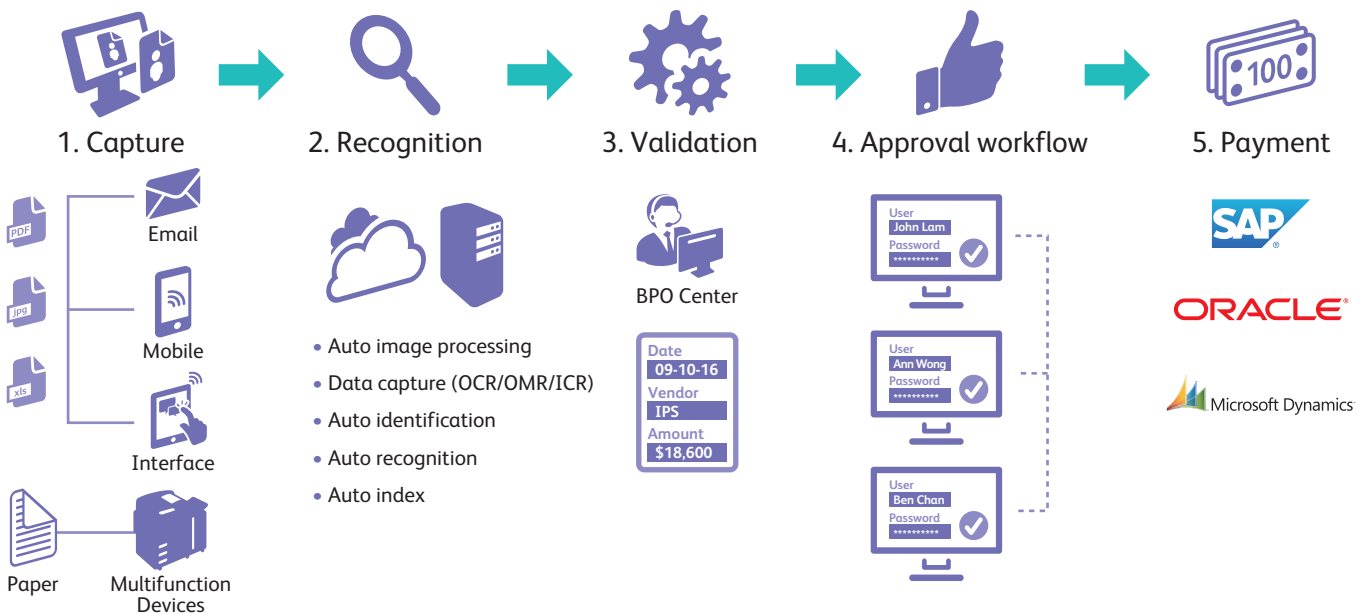 100
1. Capture
2. Recognition
3. Validation
4. Approval workflow
5. Payment
PDF
Email
jpg
Mobile
xls
Interface
Paper
Multifunction
Devices
• Auto image processing
• Data capture (OCR/OMR/ICR)
• Auto identification
• Auto recognition
• Auto index
BPO Center
Date
09-10-16
Vendor
IPS
Amount
$18,600
User
John Lam
Password
**********
User
Ann Wong
Password
**********
User
Ben Chan
Password
**********
SAP®
ORACLE®
Microsoft Dynamics